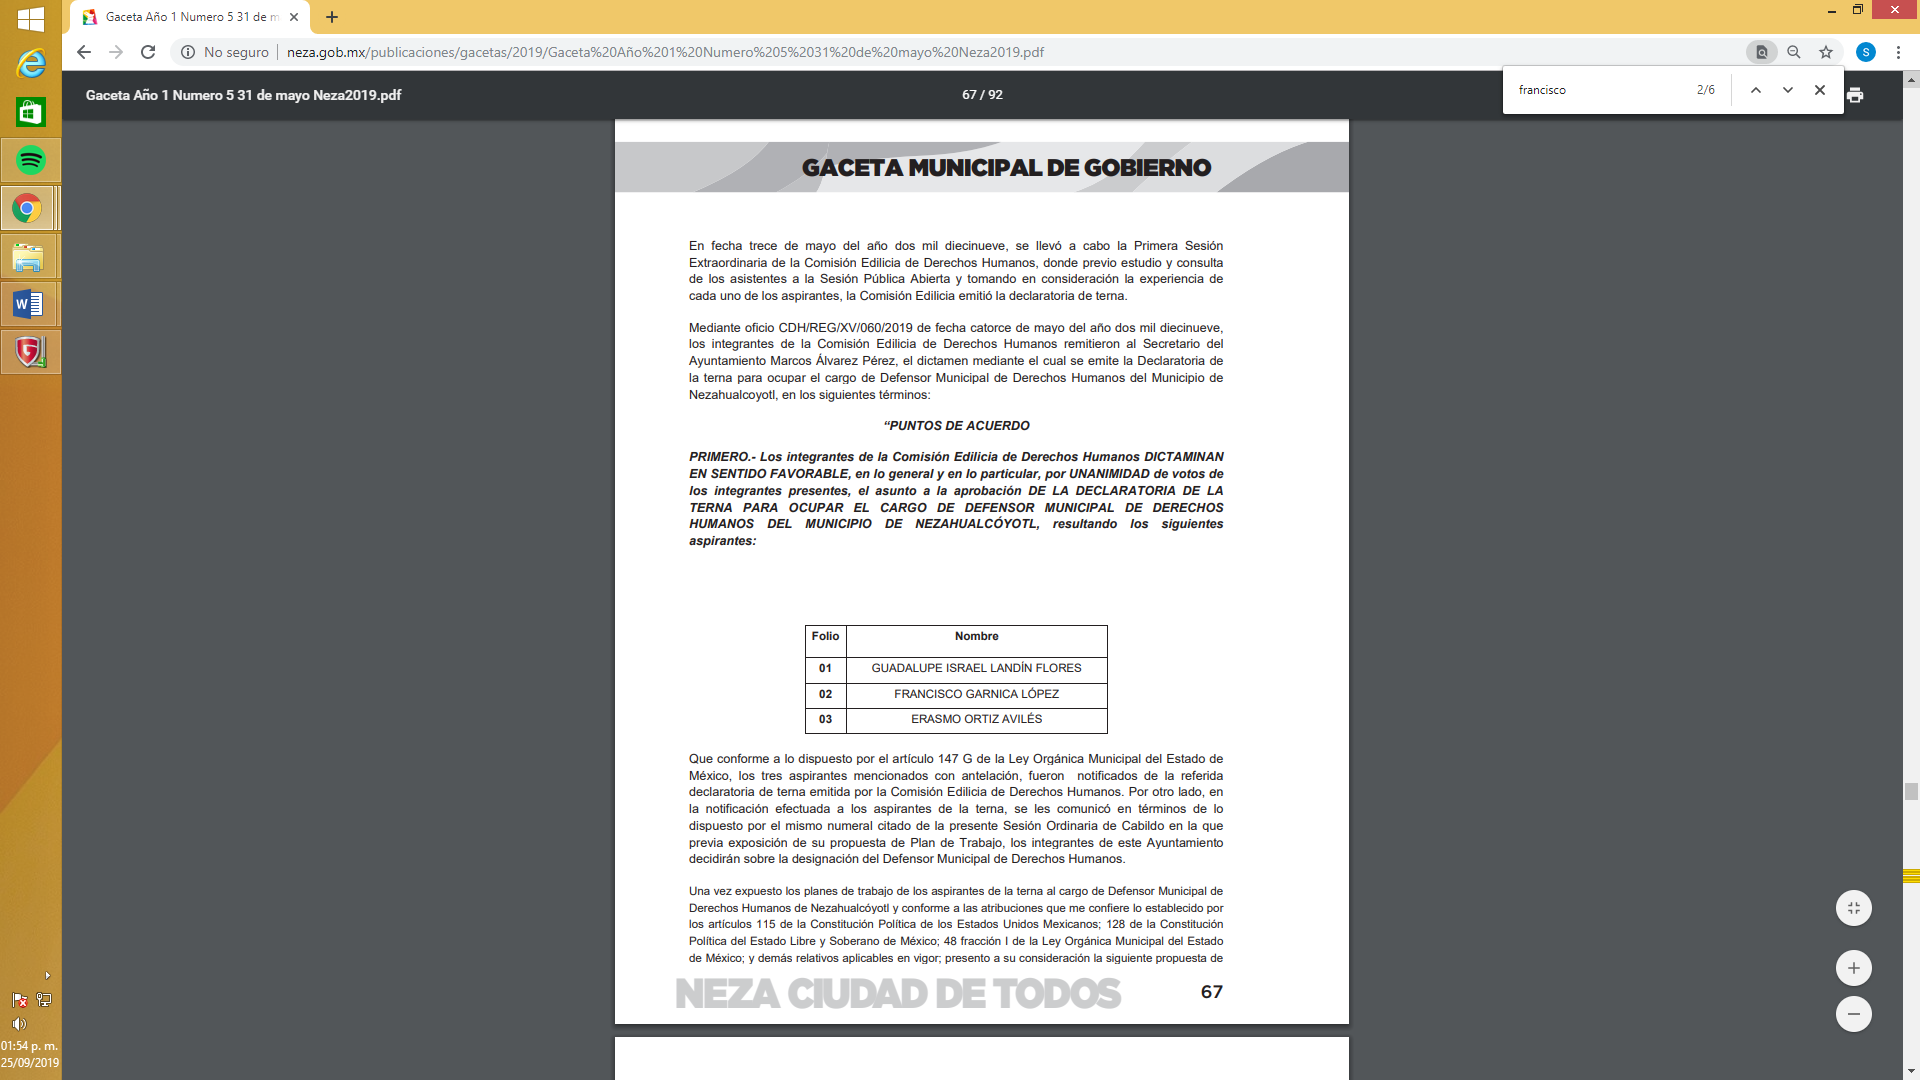 Gaceta Año 1 Numero 5 31 de m
No seguro
neza.gob.mx/publicaciones/gacetas/2019/Gaceta%20Año%201%20Numero%205%2031%20de%20mayo%20Neza2019.pdf
S
Gaceta Año 1 Numero 5 31 de mayo Neza2019.pdf
67 / 92
francisco
2/6
GACETA MUNICIPAL DE GOBIERNO
En fecha trece de mayo del año dos mil diecinueve, se llevó a cabo la Primera Sesión
Extraordinaria de la Comisión Edilicia de Derechos Humanos, donde previo estudio y consulta
de los asistentes a la Sesión Pública Abierta y tomando en consideración la experiencia de
cada uno de los aspirantes, la Comisión Edilicia emitió la declaratoria de terna.
Mediante oficio CDH/REG/XV/060/2019 de fecha catorce de mayo del año dos mil diecinueve,
los integrantes de la Comisión Edilicia de Derechos Humanos remitieron al Secretario del
Ayuntamiento Marcos Álvarez Pérez, el dictamen mediante el cual se emite la Declaratoria de
la terna para ocupar el cargo de Defensor Municipal de Derechos Humanos del Municipio de
Nezahualcoyotl, en los siguientes términos:
“PUNTOS DE ACUERDO
PRIMERO.- Los integrantes de la Comisión Edilicia de Derechos Humanos DICTAMINAN
EN SENTIDO FAVORABLE, en lo general y en lo particular, por UNANIMIDAD de votos de
los integrantes presentes, el asunto a la aprobación DE LA DECLARATORIA DE LA
TERNA PARA OCUPAR EL CARGO DE DEFENSOR MUNICIPAL DE DERECHOS
HUMANOS DEL MUNICIPIO DE NEZAHUALCÓYOTL, resultando los siguientes
aspirantes:
Folio Nombre
01 GUADALUPE ISRAEL LANDÍN FLORES
02 FRANCISCO GARNICA LÓPEZ
03 ERASMO ORTIZ AVILÉS
Que conforme a lo dispuesto por el artículo 147 G de la Ley Orgánica Municipal del Estado de
México, los tres aspirantes mencionados con antelación, fueron notificados de la referida
declaratoria de terna emitida por la Comisión Edilicia de Derechos Humanos. Por otro lado, en
la notificación efectuada a los aspirantes de la terna, se les comunicó en términos de lo
dispuesto por el mismo numeral citado de la presente Sesión Ordinaria de Cabildo en la que
previa exposición de su propuesta de Plan de Trabajo, los integrantes de este Ayuntamiento
decidirán sobre la designación del Defensor Municipal de Derechos Humanos.
Una vez expuesto los planes de trabajo de los aspirantes de la terna al cargo de Defensor Municipal de
Derechos Humanos de Nezahualcóyotl y conforme a las atribuciones que me confiere lo establecido por
los artículos 115 de la Constitución Política de los Estados Unidos Mexicanos; 128 de la Constitución
Política del Estado Libre y Soberano de México; 48 fracción I de la Ley Orgánica Municipal del Estado
de México; y demás relativos aplicables en vigor; presento a su consideración la siguiente propuesta de
NEZA CIUDAD DE TODOS
67
01:54 p. m.
25/09/2019